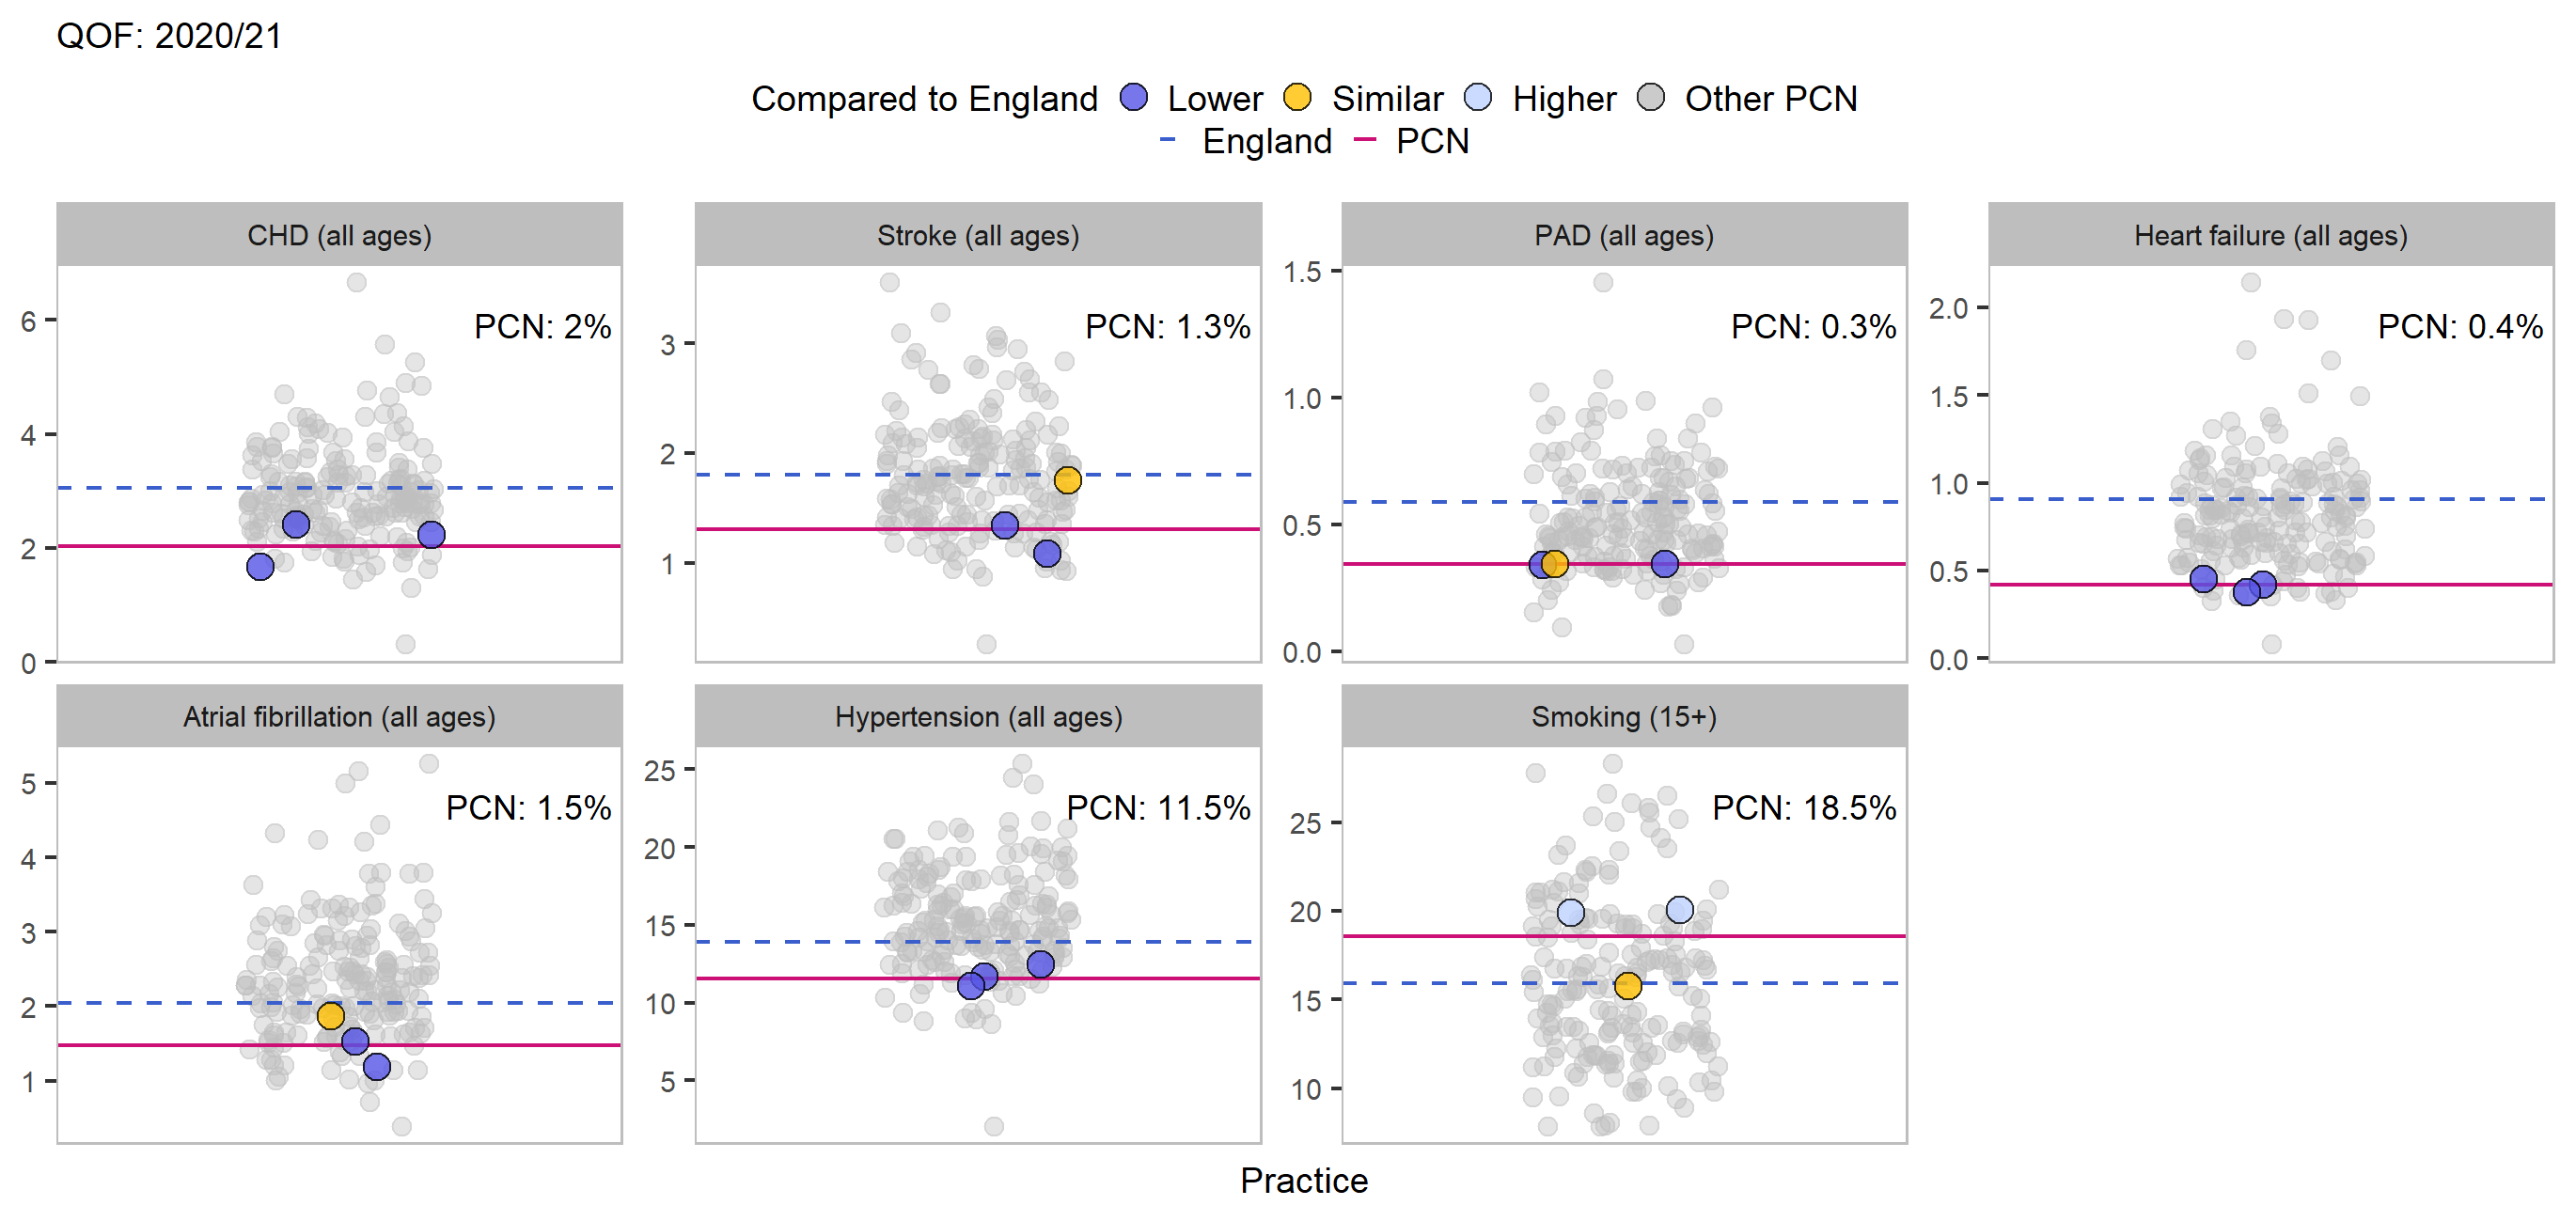 QOF: 2020/21
Compared to England Lower Similar Higher Other PCN
England PCN
CHD (all ages)
PCN: 2%
6
4
2
0
Stroke (all ages)
PCN: 1.3%
3
2
1
PAD (all ages)
PCN: 0.3%
1.5
1.0
0.5
0.0
Heart failure (all ages)
PCN: 0.4%
2.0
1.5
1.0
0.5
0.0
Atrial fibrillation (all ages)
PCN: 1.5%
5
4
3
2
1
Hypertension (all ages)
PCN: 11.5%
25
20
15
10
5
Smoking (15+)
PCN: 18.5%
25
20
15
10
Practice